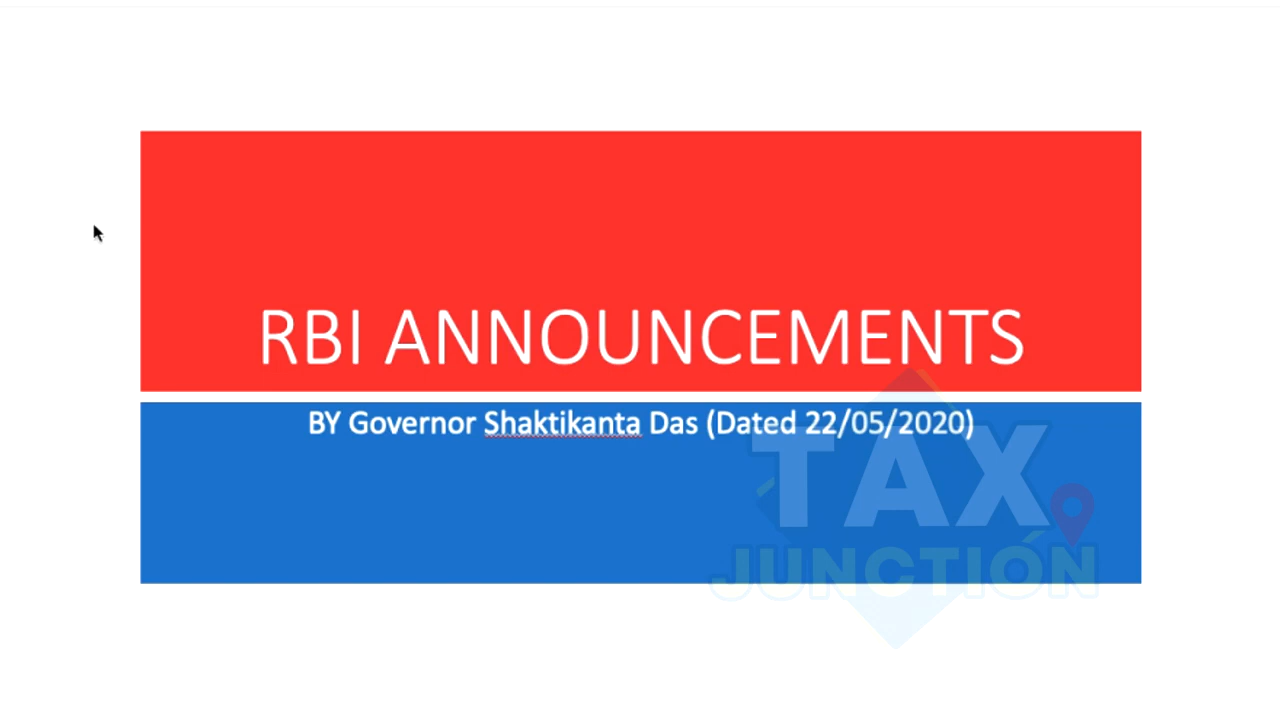 RBI ANNOUNCEMENTS
BY Governor Shaktikanta Das (Dated 22/05/2020)
TAX
JUNCTION